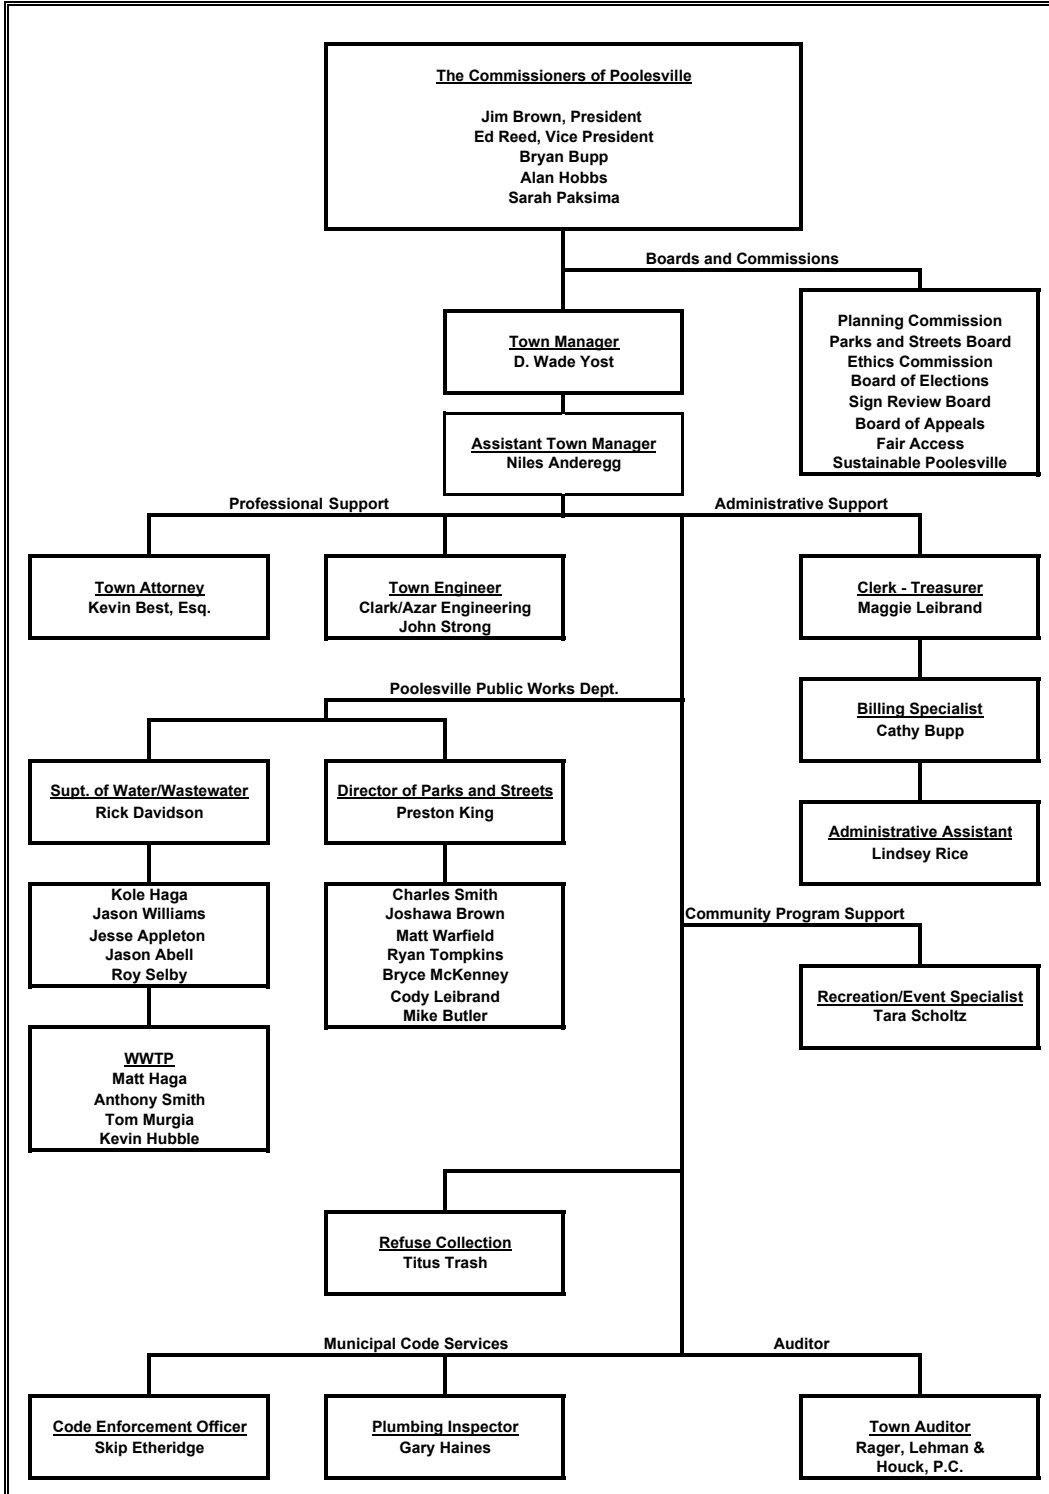 The Commissioners of Poolesville
Jim Brown, President
Ed Reed, Vice President
Bryan Bupp
Alan Hobbs
Sarah Paksima
Boards and Commissions
Planning Commission
Parks and Streets Board
Ethics Commission
Board of Elections
Sign Review Board
Board of Appeals
Fair Access
Sustainable Poolesville
Town Manager
D. Wade Yost
Assistant Town Manager
Niles Anderegg
Professional Support
Administrative Support
Town Attorney
Kevin Best, Esq.
Town Engineer
Clark/Azar Engineering
John Strong
Clerk - Treasurer
Maggie Leibrand
Billing Specialist
Cathy Bupp
Administrative Assistant
Lindsey Rice
Poolesville Public Works Dept.
Supt. of Water/Wastewater
Rick Davidson
Director of Parks and Streets
Preston King
Kole Haga
Jason Williams
Jesse Appleton
Jason Abell
Roy Selby
Charles Smith
Joshawa Brown
Matt Warfield
Ryan Tompkins
Bryce McKenney
Cody Leibrand
Mike Butler
WWTP
Matt Haga
Anthony Smith
Tom Murgia
Kevin Hubble
Community Program Support
Recreation/Event Specialist
Tara Scholtz
Refuse Collection
Titus Trash
Municipal Code Services
Auditor
Code Enforcement Officer
Skip Etheridge
Plumbing Inspector
Gary Haines
Town Auditor
Rager, Lehman &
Houck, P.C.